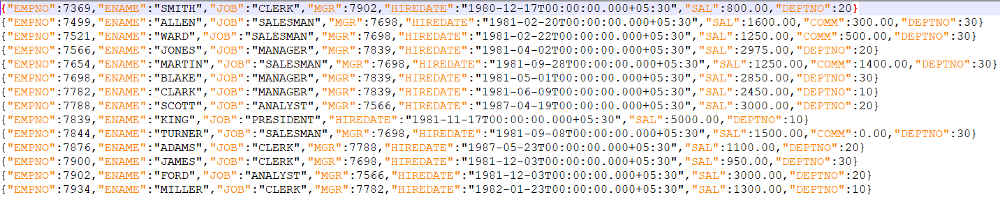 {"EMPNO":7369,"ENAME":"SMITH","JOB":"CLERK","MGR":7902,"HIREDATE":"1980-12-17T00:00:00.000+05:30","SAL":800.00,"DEPTNO":20}
{"EMPNO":7499,"ENAME":"ALLEN","JOB":"SALESMAN","MGR":7698,"HIREDATE":"1981-02-20T00:00:00.000+05:30","SAL":1600.00,"COMM":300.00,"DEPTNO":30}
{"EMPNO":7521,"ENAME":"WARD","JOB":"SALESMAN","MGR":7698,"HIREDATE":"1981-02-22T00:00:00.000+05:30","SAL":1250.00,"COMM":500.00,"DEPTNO":30}
{"EMPNO":7566,"ENAME":"JONES","JOB":"MANAGER","MGR":7839,"HIREDATE":"1981-04-02T00:00:00.000+05:30","SAL":2975.00,"DEPTNO":20}
{"EMPNO":7654,"ENAME":"MARTIN","JOB":"SALESMAN","MGR":7698,"HIREDATE":"1981-09-28T00:00:00.000+05:30","SAL":1250.00,"COMM":1400.00,"DEPTNO":30}
{"EMPNO":7698,"ENAME":"BLAKE","JOB":"MANAGER","MGR":7839,"HIREDATE":"1981-05-01T00:00:00.000+05:30","SAL":2850.00,"DEPTNO":30}
{"EMPNO":7782,"ENAME":"CLARK","JOB":"MANAGER","MGR":7839,"HIREDATE":"1981-06-09T00:00:00.000+05:30","SAL":2450.00,"DEPTNO":10}
{"EMPNO":7788,"ENAME":"SCOTT","JOB":"ANALYST","MGR":7566,"HIREDATE":"1987-04-19T00:00:00.000+05:30","SAL":3000.00,"DEPTNO":20}
{"EMPNO":7839,"ENAME":"KING","JOB":"PRESIDENT","HIREDATE":"1981-11-17T00:00:00.000+05:30","SAL":5000.00,"DEPTNO":10}
{"EMPNO":7844,"ENAME":"TURNER","JOB":"SALESMAN","MGR":7698,"HIREDATE":"1981-09-08T00:00:00.000+05:30","SAL":1500.00,"COMM":0.00,"DEPTNO":30}
{"EMPNO":7876,"ENAME":"ADAMS","JOB":"CLERK","MGR":7788,"HIREDATE":"1987-05-23T00:00:00.000+05:30","SAL":1100.00,"DEPTNO":20}
{"EMPNO":7900,"ENAME":"JAMES","JOB":"CLERK","MGR":7698,"HIREDATE":"1981-12-03T00:00:00.000+05:30","SAL":950.00,"DEPTNO":30}
{"EMPNO":7902,"ENAME":"FORD","JOB":"ANALYST","MGR":7566,"HIREDATE":"1981-12-03T00:00:00.000+05:30","SAL":3000.00,"DEPTNO":20}
{"EMPNO":7934,"ENAME":"MILLER","JOB":"CLERK","MGR":7782,"HIREDATE":"1982-01-23T00:00:00.000+05:30","SAL":1300.00,"DEPTNO":10}